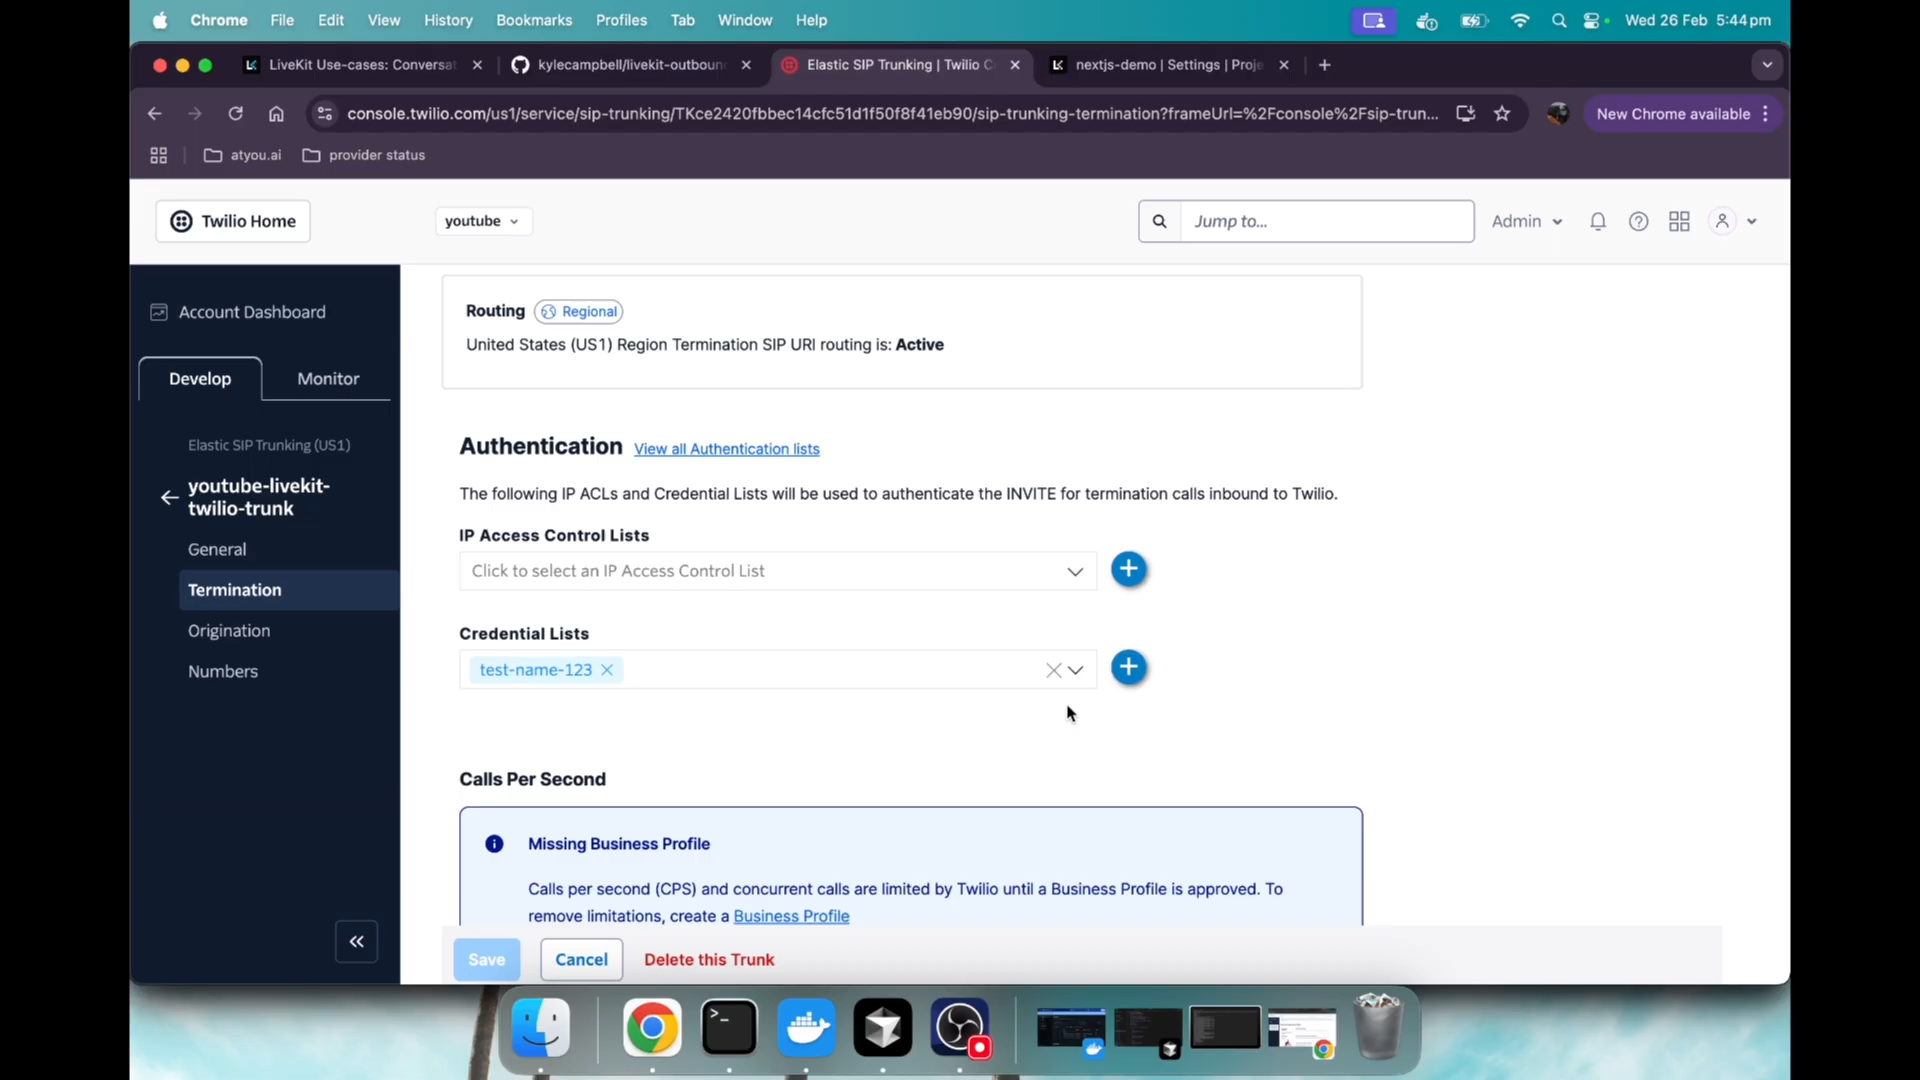 Chrome File Edit View History Bookmarks Profiles Tab Window Help Wed 26 Feb 5:44pm
LiveKit Use-cases: Conversat kylecampbell/livekit-outboun Elastic SIP Trunking | Twilio C nextjs-demo | Settings | Proje
console.twilio.com/us1/service/sip-trunking/TKce2420fbbec14cfc51d1f50f8f41eb90/sip-trunking-termination?frameUrl=%2Fconsole%2Fsip-trun... New Chrome available
atyou.ai provider status
Twilio Home youtube Jump to... Admin
Account Dashboard
Develop Monitor
Elastic SIP Trunking (US1)
youtube-livekit-
twilio-trunk
General
Termination
Origination
Numbers
Routing Regional
United States (US1) Region Termination SIP URI routing is: Active
Authentication View all Authentication lists
The following IP ACLs and Credential Lists will be used to authenticate the INVITE for termination calls inbound to Twilio.
IP Access Control Lists
Click to select an IP Access Control List
Credential Lists
test-name-123
Calls Per Second
Missing Business Profile
Calls per second (CPS) and concurrent calls are limited by Twilio until a Business Profile is approved. To
remove limitations, create a Business Profile
Save Cancel Delete this Trunk